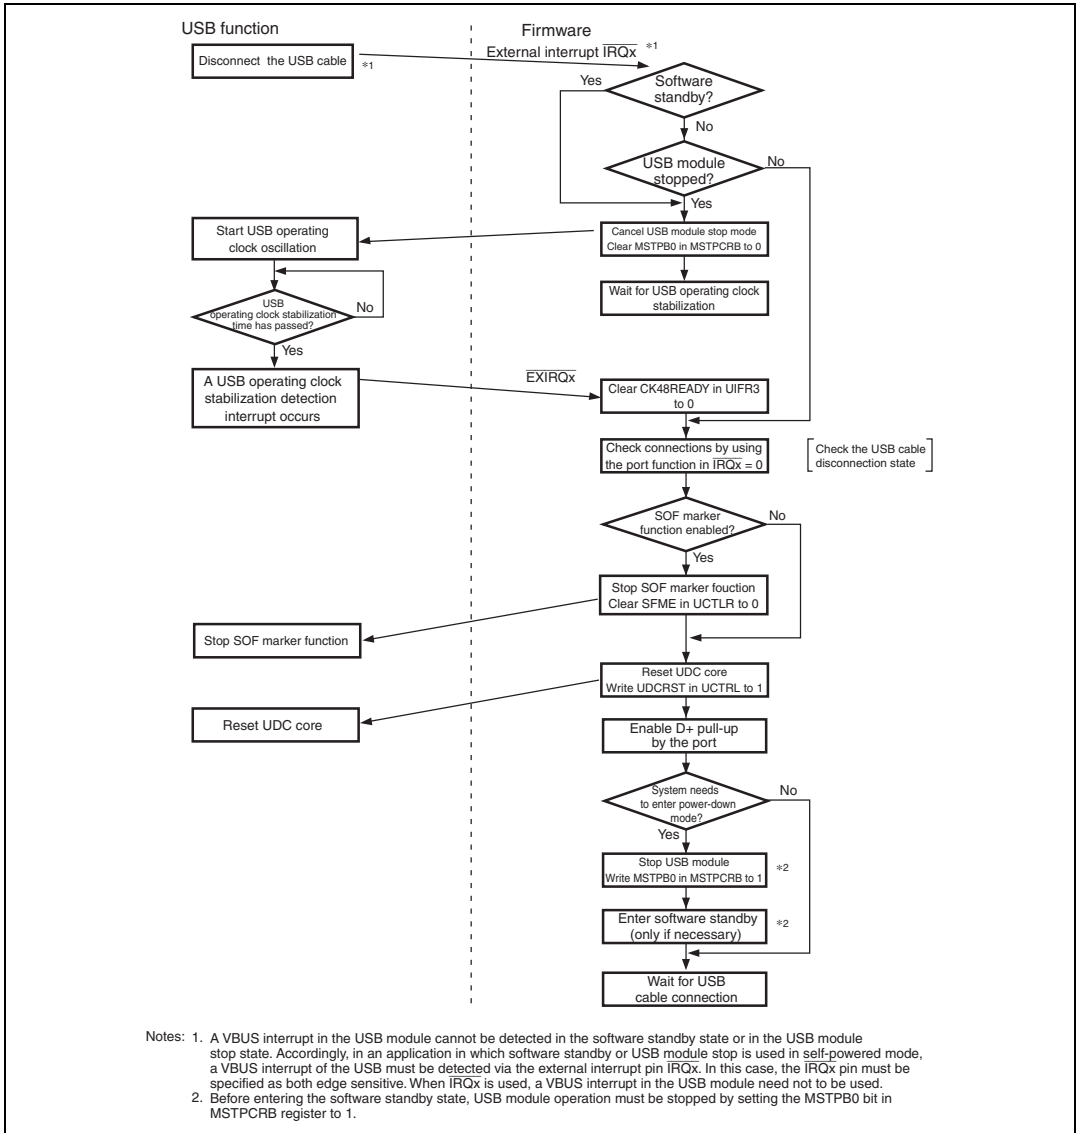 USB function
Firmware
Disconnect the USB cable
*1
External interrupt IRQx *1
Software
standby?
Yes
No
USB module
stopped?
No
Yes
Cancel USB module stop mode
Clear MSTPB0 in MSTPCRB to 0
Start USB operating
clock oscillation
Wait for USB operating clock
stabilization
USB
operating clock stabilization
time has passed?
No
Yes
A USB operating clock
stabilization detection
interrupt occurs
EXIRQx
Clear CK48READY in UIFR3
to 0
Check connections by using
the port function in IRQx = 0
Check the USB cable
disconnection state
SOF marker
function enabled?
No
Yes
Stop SOF marker fouction
Clear SFME in UCTLR to 0
Stop SOF marker function
Reset UDC core
Write UDCRST in UCTRL to 1
Reset UDC core
Enable D+ pull-up
by the port
System needs
to enter power-down
mode?
No
Yes
Stop USB module
Write MSTPB0 in MSTPCRB to 1
*2
Enter software standby
(only if necessary)
*2
Wait for USB
cable connection
Notes: 1. A VBUS interrupt in the USB module cannot be detected in the software standby state or in the USB module
stop state. Accordingly, in an application in which software standby or USB module stop is used in self-powered mode,
a VBUS interrupt of the USB must be detected via the external interrupt pin IRQx. In this case, the IRQx pin must be
specified as both edge sensitive. When IRQx is used, a VBUS interrupt in the USB module need not to be used.
2. Before entering the software standby state, USB module operation must be stopped by setting the MSTPB0 bit in
MSTPCRB register to 1.